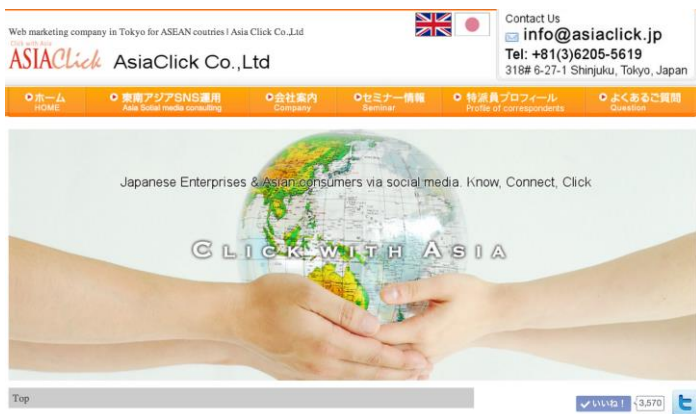 Web marketing company in Tokyo for ASEAN coutries | Asia Click Co.,Ltd
Click with Asia
ASIAClick AsiaClick Co.,Ltd
Contact Us
info@asiaclick.jp
Tel: +81(3)6205-5619
318# 6-27-1 Shinjuku, Tokyo, Japan
ホーム
HOME
東南アジアSNS運用
Asia Sotial media consulting
会社案内
Company
セミナー情報
Seminar
特派員プロフィール
Profile of correspondents
よくあるご質問
Question
Japanese Enterprises & Asian consumers via social media. Know, Connect, Click
CLICK WITH ASIA
Top
いいね！ 3,570